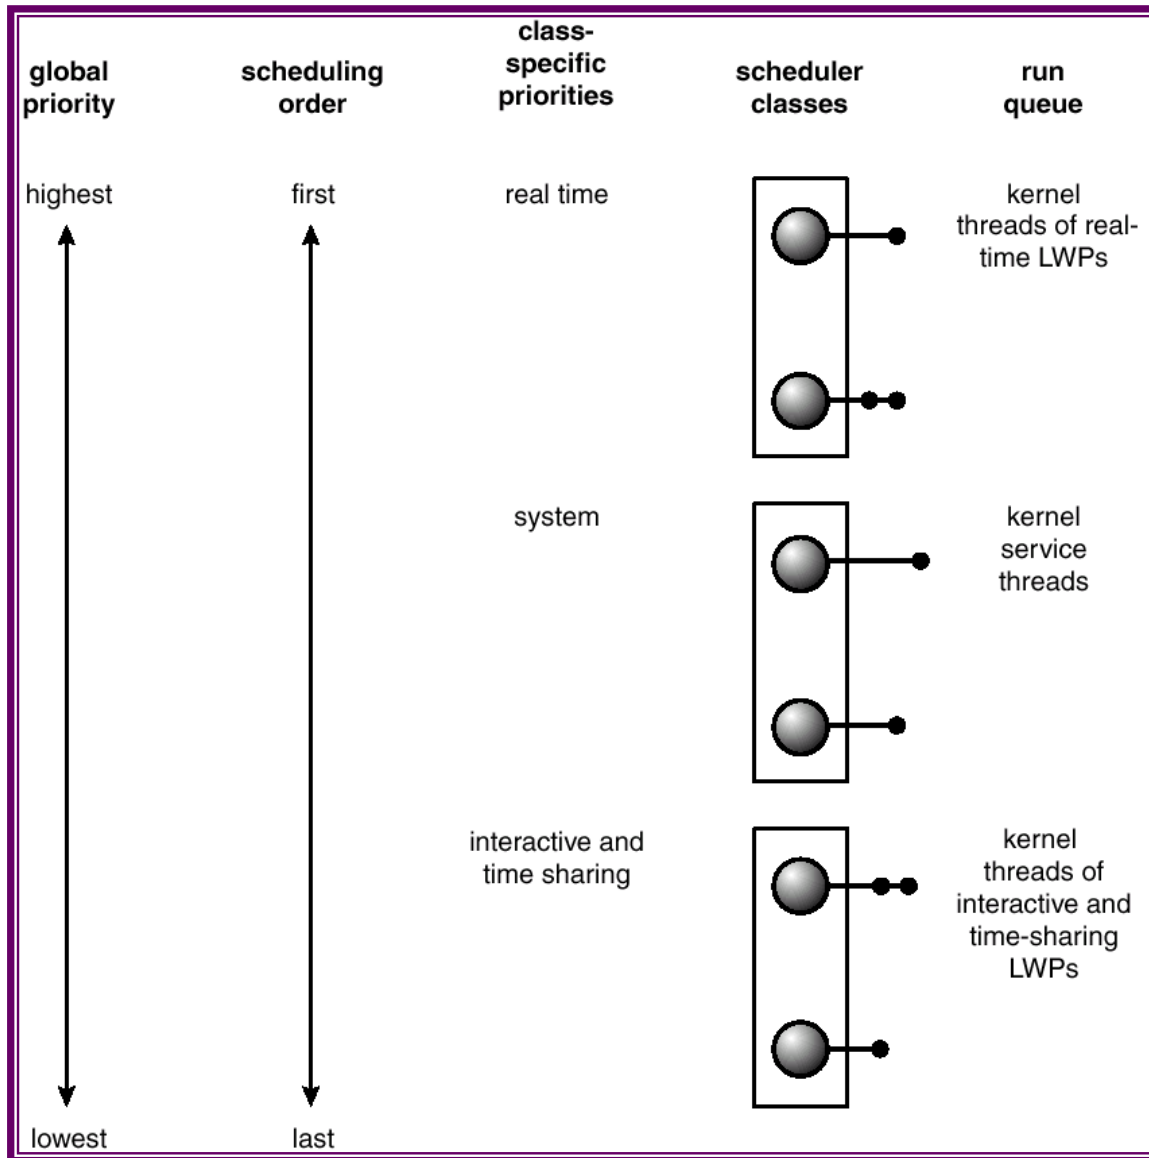 global
priority
scheduling
order
class-
specific
priorities
scheduler
classes
run
queue
highest
first
real time
kernel
threads of real-
time LWPs
system
kernel
service
threads
interactive and
time sharing
kernel
threads of
interactive and
time-sharing
LWPs
lowest
last